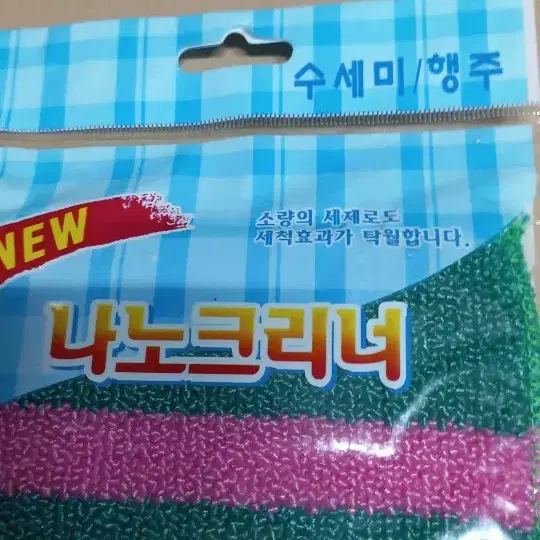 수세미/행주
NEW
소량의 세제로도
세척효과가 탁월합니다.
나노크리너